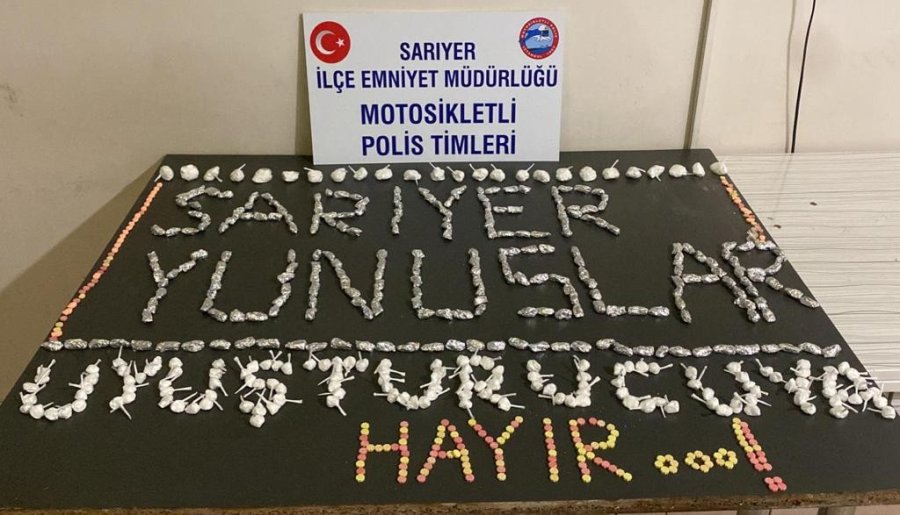 SARIYER
İLÇE EMNİYET MÜDÜRLÜĞÜ
MOTOSİKLETLİ
POLİS TİMLERİ
SARIYER
YUNUSLAR
UYUŞTURUCUYA
HAYIR...!